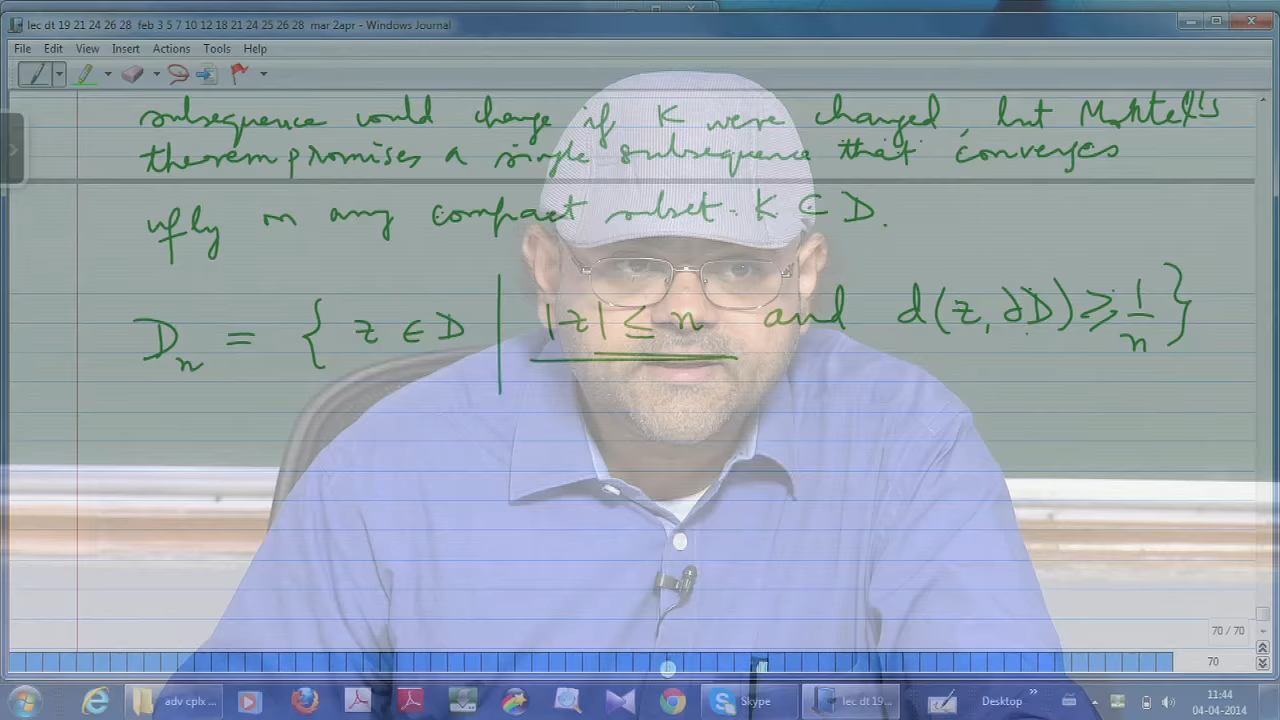 lec dt 19 21 24 26 28 feb 3 5 7 10 12 18 21 24 25 26 28 mar 2apr - Windows Journal
File Edit View Insert Actions Tools Help
subsequence would change if K were changed, but Montel's
theorem promises a single subsequence that converges
ufly on any compact subset K ⊂ D.
D_n = { z ∈ D | |z| ≤ n and d(z, ∂D) ≥ 1/n }
70 / 70
70
adv cplx ...
Skype
lec dt 19...
Desktop
11:44
04-04-2014